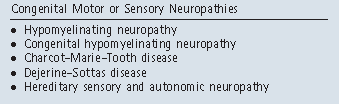 Congenital Motor or Sensory Neuropathies
• Hypomyelinating neuropathy
• Congenital hypomyelinating neuropathy
• Charcot–Marie–Tooth disease
• Dejerine–Sottas disease
• Hereditary sensory and autonomic neuropathy